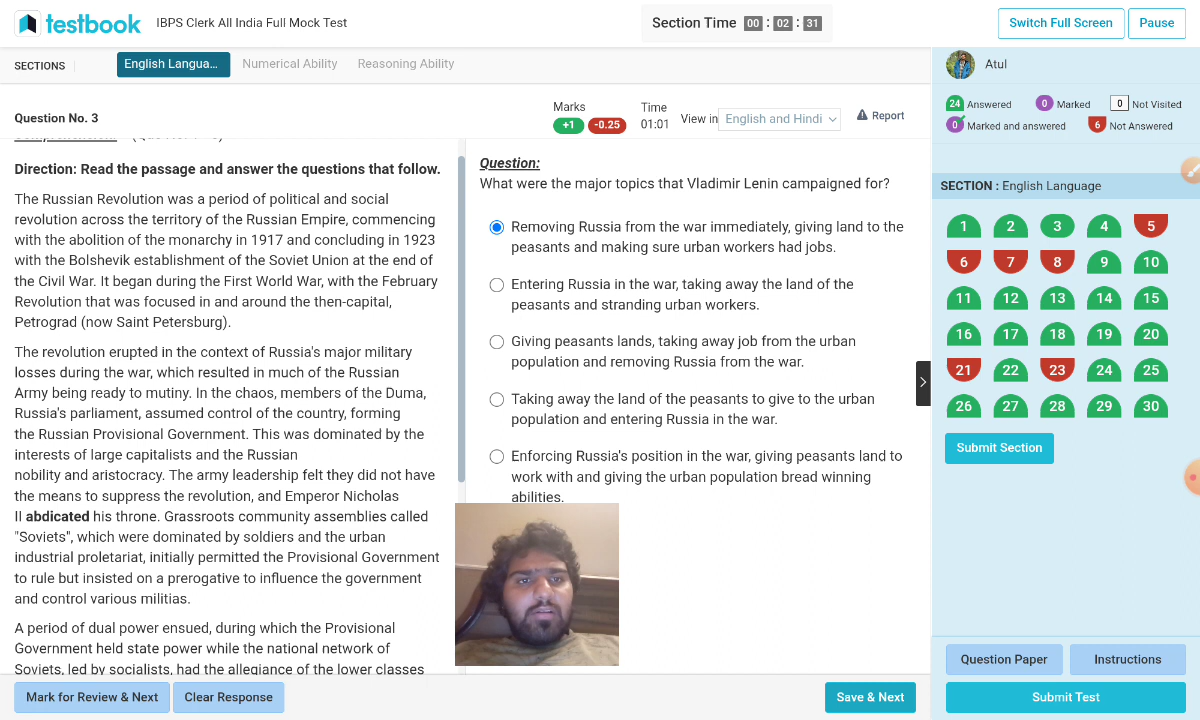 testbook
IBPS Clerk All India Full Mock Test
Section Time 00 : 02 : 31
Switch Full Screen
Pause
SECTIONS
English Langua...
Numerical Ability
Reasoning Ability
Atul
24 Answered
0 Marked
0 Not Visited
0 Marked and answered
6 Not Answered
Question No. 3
Marks
+1 -0.25
Time
01:01
View in English and Hindi
Report
Direction: Read the passage and answer the questions that follow.
The Russian Revolution was a period of political and social
revolution across the territory of the Russian Empire, commencing
with the abolition of the monarchy in 1917 and concluding in 1923
with the Bolshevik establishment of the Soviet Union at the end of
the Civil War. It began during the First World War, with the February
Revolution that was focused in and around the then-capital,
Petrograd (now Saint Petersburg).
The revolution erupted in the context of Russia's major military
losses during the war, which resulted in much of the Russian
Army being ready to mutiny. In the chaos, members of the Duma,
Russia's parliament, assumed control of the country, forming
the Russian Provisional Government. This was dominated by the
interests of large capitalists and the Russian
nobility and aristocracy. The army leadership felt they did not have
the means to suppress the revolution, and Emperor Nicholas
II abdicated his throne. Grassroots community assemblies called
"Soviets", which were dominated by soldiers and the urban
industrial proletariat, initially permitted the Provisional Government
to rule but insisted on a prerogative to influence the government
and control various militias.
A period of dual power ensued, during which the Provisional
Government held state power while the national network of
Soviets, led by socialists, had the allegiance of the lower classes
Question:
What were the major topics that Vladimir Lenin campaigned for?
Removing Russia from the war immediately, giving land to the
peasants and making sure urban workers had jobs.
Entering Russia in the war, taking away the land of the
peasants and stranding urban workers.
Giving peasants lands, taking away job from the urban
population and removing Russia from the war.
Taking away the land of the peasants to give to the urban
population and entering Russia in the war.
Enforcing Russia's position in the war, giving peasants land to
work with and giving the urban population bread winning
abilities.
SECTION : English Language
1 2 3 4 5
6 7 8 9 10
11 12 13 14 15
16 17 18 19 20
21 22 23 24 25
26 27 28 29 30
Submit Section
Question Paper
Instructions
Mark for Review & Next
Clear Response
Save & Next
Submit Test